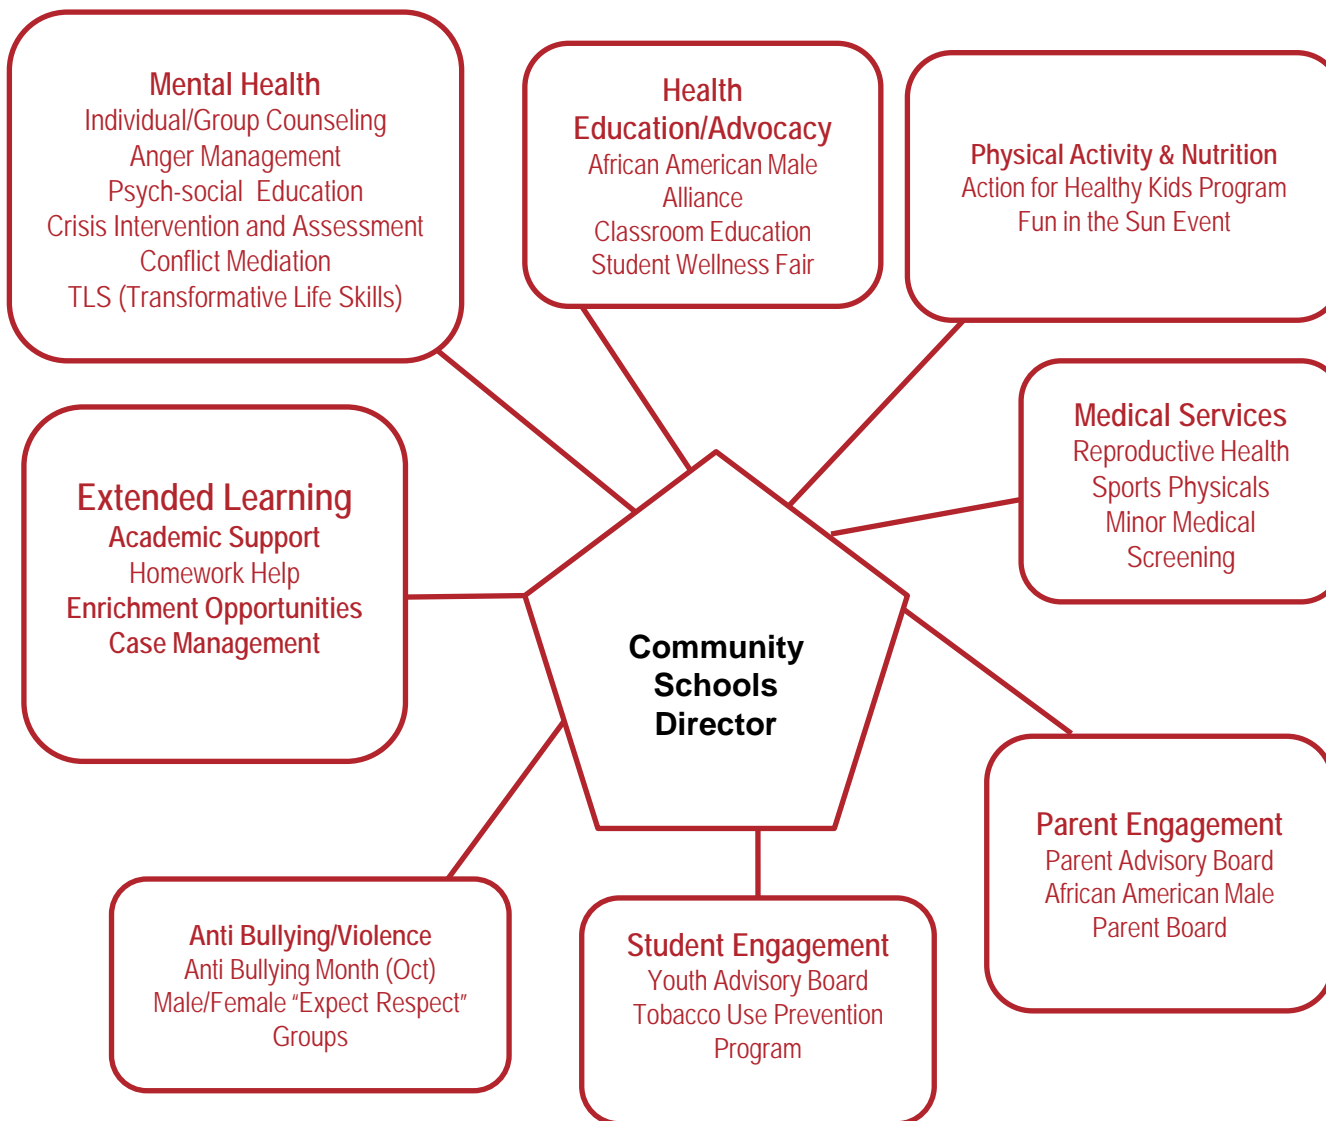 Mental Health
Individual/Group Counseling
Anger Management
Psych-social Education
Crisis Intervention and Assessment
Conflict Mediation
TLS (Transformative Life Skills)
Health
Education/Advocacy
African American Male
Alliance
Classroom Education
Student Wellness Fair
Physical Activity & Nutrition
Action for Healthy Kids Program
Fun in the Sun Event
Medical Services
Reproductive Health
Sports Physicals
Minor Medical
Screening
Extended Learning
Academic Support
Homework Help
Enrichment Opportunities
Case Management
Community
Schools
Director
Parent Engagement
Parent Advisory Board
African American Male
Parent Board
Anti Bullying/Violence
Anti Bullying Month (Oct)
Male/Female “Expect Respect”
Groups
Student Engagement
Youth Advisory Board
Tobacco Use Prevention
Program